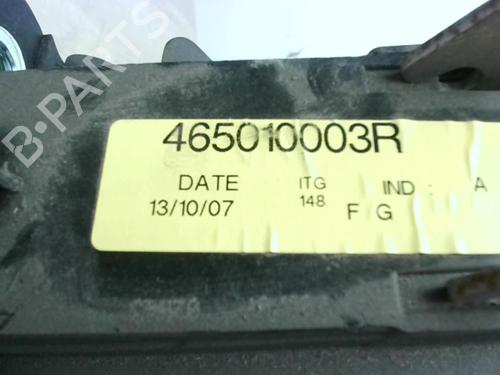 B-PARTS
465010003R
DATE ITG IND : A
13/10/07 148 F G